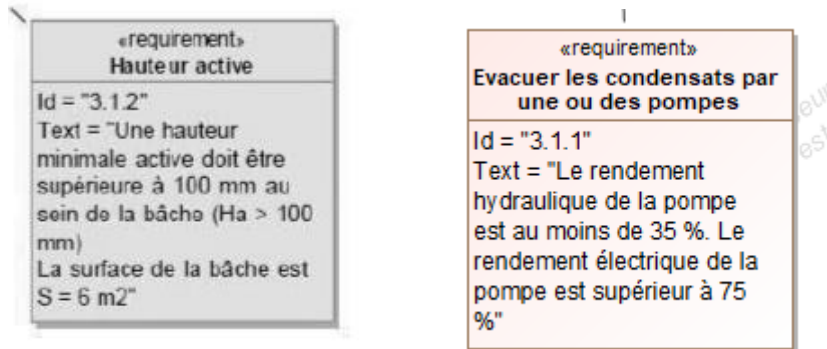 «requirement»
Hauteur active
Id = "3.1.2"
Text = "Une hauteur
minimale active doit être
supérieure à 100 mm au
sein de la bâche (Ha > 100
mm)
La surface de la bâche est
S = 6 m2"
«requirement»
Evacuer les condensats par
une ou des pompes
Id = "3.1.1"
Text = "Le rendement
hydraulique de la pompe
est au moins de 35 %. Le
rendement électrique de la
pompe est supérieur à 75
%"